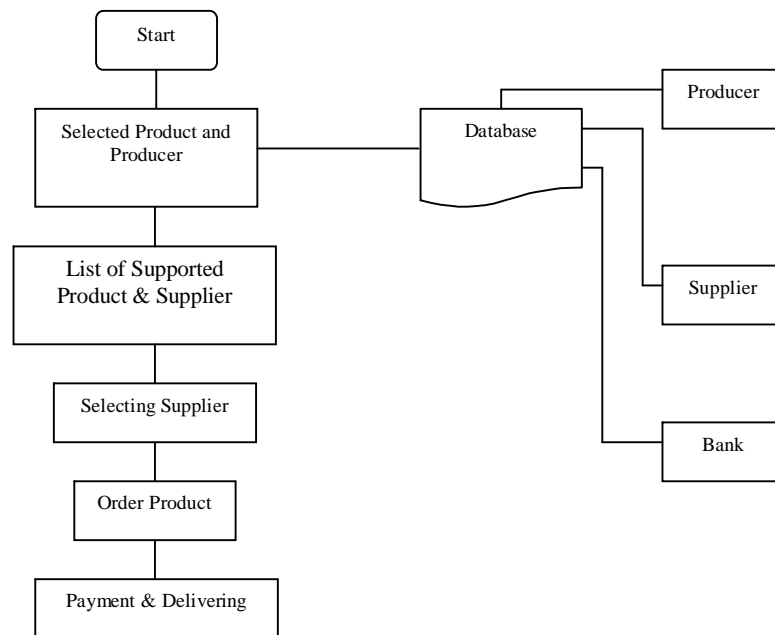 Start
Selected Product and
Producer
Database
Producer
List of Supported
Product & Supplier
Supplier
Selecting Supplier
Bank
Order Product
Payment & Delivering